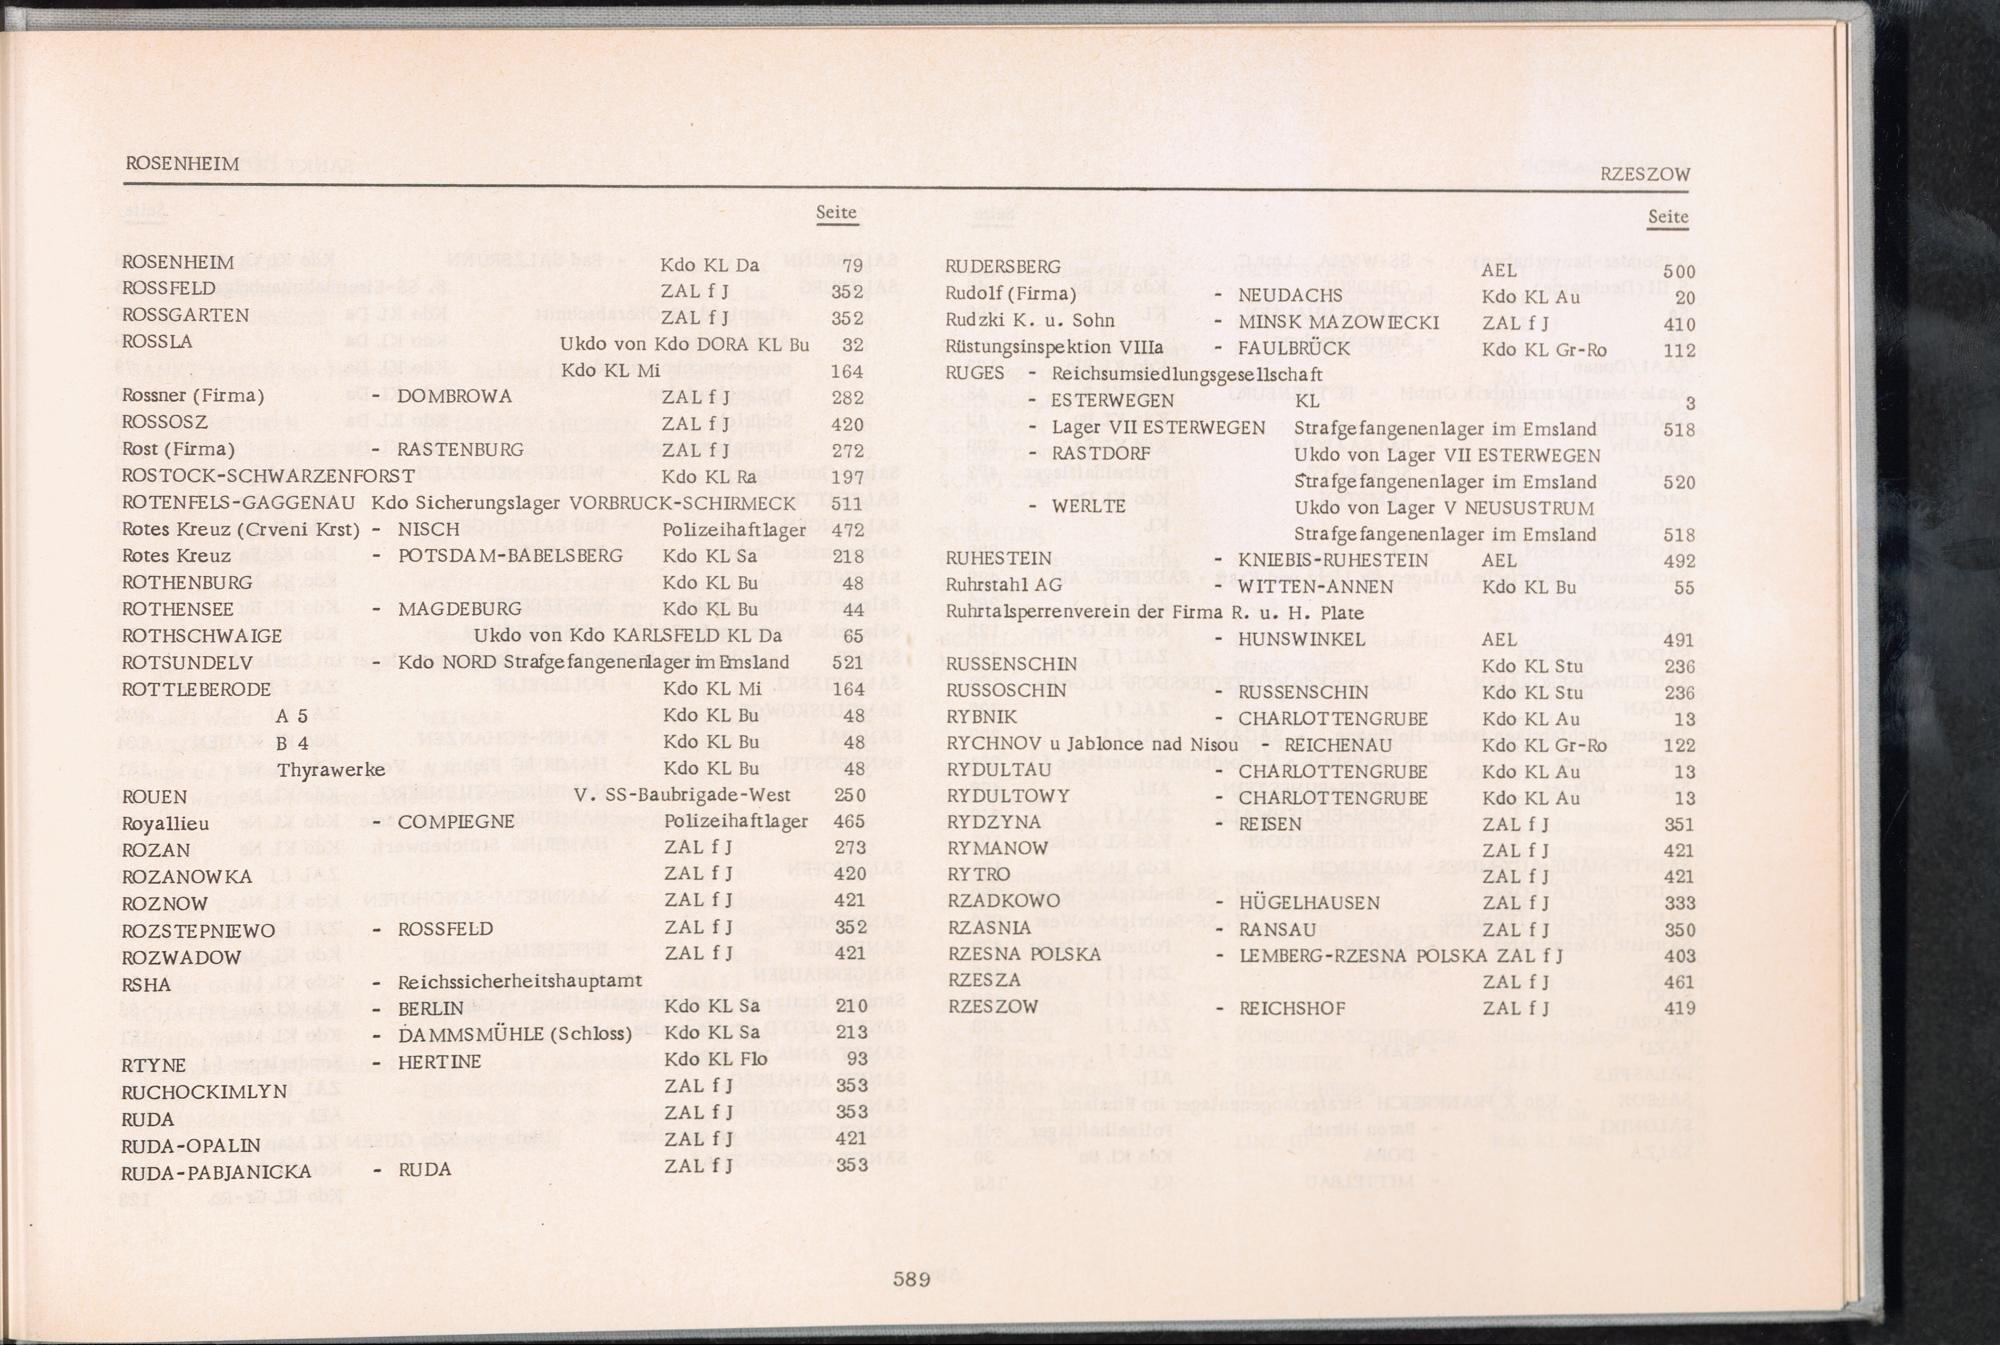 ROSENHEIM
RZESZOW
Seite
ROSENHEIM Kdo KL Da 79
ROSSFELD ZAL f J 352
ROSSGARTEN ZAL f J 352
ROSSLA Ukdo von Kdo DORA KL Bu 32
Kdo KL Mi 164
Rossner (Firma) - DOMBROWA ZAL f J 282
ROSSOSZ ZAL f J 420
Rost (Firma) - RASTENBURG ZAL f J 272
ROSTOCK-SCHWARZENFORST Kdo KL Ra 197
ROTENFELS-GAGGENAU Kdo Sicherungslager VORBRUCK-SCHIRMECK 511
Rotes Kreuz (Crveni Krst) - NISCH Polizeihaftlager 472
Rotes Kreuz - POTSDAM-BABELSBERG Kdo KL Sa 218
ROTHENBURG Kdo KL Bu 48
ROTHENSEE - MAGDEBURG Kdo KL Bu 44
ROTHSCHWAIGE Ukdo von Kdo KARLSFELD KL Da 65
ROTSUNDELV - Kdo NORD Strafgefangenenlager im Emsland 521
ROTTLEBERODE Kdo KL Mi 164
A 5 Kdo KL Bu 48
B 4 Kdo KL Bu 48
Thyrawerke Kdo KL Bu 48
ROUEN V. SS-Baubrigade-West 250
Royallieu - COMPIEGNE Polizeihaftlager 465
ROZAN ZAL f J 273
ROZANOWKA ZAL f J 420
ROZNOW ZAL f J 421
ROZSTEPNIEWO - ROSSFELD ZAL f J 352
ROZWADOW ZAL f J 421
RSHA - Reichssicherheitshauptamt
- BERLIN Kdo KL Sa 210
- DAMMSMÜHLE (Schloss) Kdo KL Sa 213
RTYNE - HERTINE Kdo KL Flo 93
RUCHOCKIMLYN ZAL f J 353
RUDA ZAL f J 353
RUDA-OPALIN ZAL f J 421
RUDA-PABJANICKA - RUDA ZAL f J 353
Seite
RUDERSBERG AEL 500
Rudolf (Firma) - NEUDACHS Kdo KL Au 20
Rudzki K. u. Sohn - MINSK MAZOWIECKI ZAL f J 410
Rüstungsinspektion VIIIa - FAULBRÜCK Kdo KL Gr-Ro 112
RUGES - Reichsumsiedlungsgesellschaft
- ESTERWEGEN KL 3
- Lager VII ESTERWEGEN Strafgefangenenlager im Emsland 518
- RASTDORF Ukdo von Lager VII ESTERWEGEN
Strafgefangenenlager im Emsland 520
- WERLTE Ukdo von Lager V NEUSUSTRUM
Strafgefangenenlager im Emsland 518
RUHESTEIN - KNIEBIS-RUHESTEIN AEL 492
Ruhrstahl AG - WITTEN-ANNEN Kdo KL Bu 55
Ruhrtalsperrenverein der Firma R. u. H. Plate
- HUNSWINKEL AEL 491
RUSSENSCHIN Kdo KL Stu 236
RUSSOSCHIN - RUSSENSCHIN Kdo KL Stu 236
RYBNIK - CHARLOTTENGRUBE Kdo KL Au 13
RYCHNOV u Jablonce nad Nisou - REICHENAU Kdo KL Gr-Ro 122
RYDULTAU - CHARLOTTENGRUBE Kdo KL Au 13
RYDULTOWY - CHARLOTTENGRUBE Kdo KL Au 13
RYDZYNA - REISEN ZAL f J 351
RYMANOW ZAL f J 421
RYTRO ZAL f J 421
RZADKOWO - HÜGELHAUSEN ZAL f J 333
RZASNIA - RANSAU ZAL f J 350
RZESNA POLSKA - LEMBERG-RZESNA POLSKA ZAL f J 403
RZESZA ZAL f J 461
RZESZOW - REICHSHOF ZAL f J 419
589